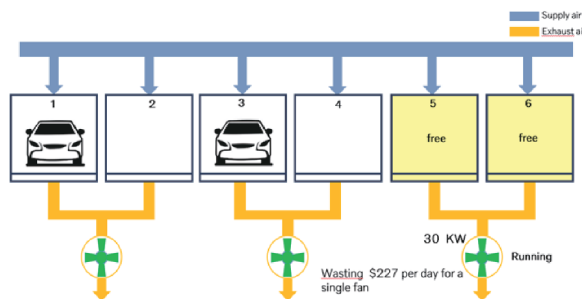 Supply air
Exhaust ai
1 2 3 4 5 6
free free
30 KW
Running
Wasting $227 per day for a
single fan